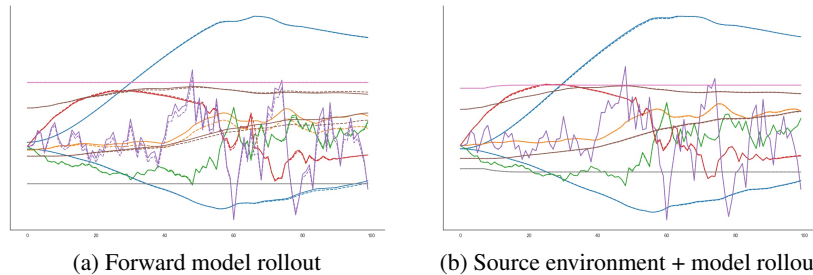 0 20 40 60 80 100
0 20 40 60 80 100
(a) Forward model rollout
(b) Source environment + model rollou